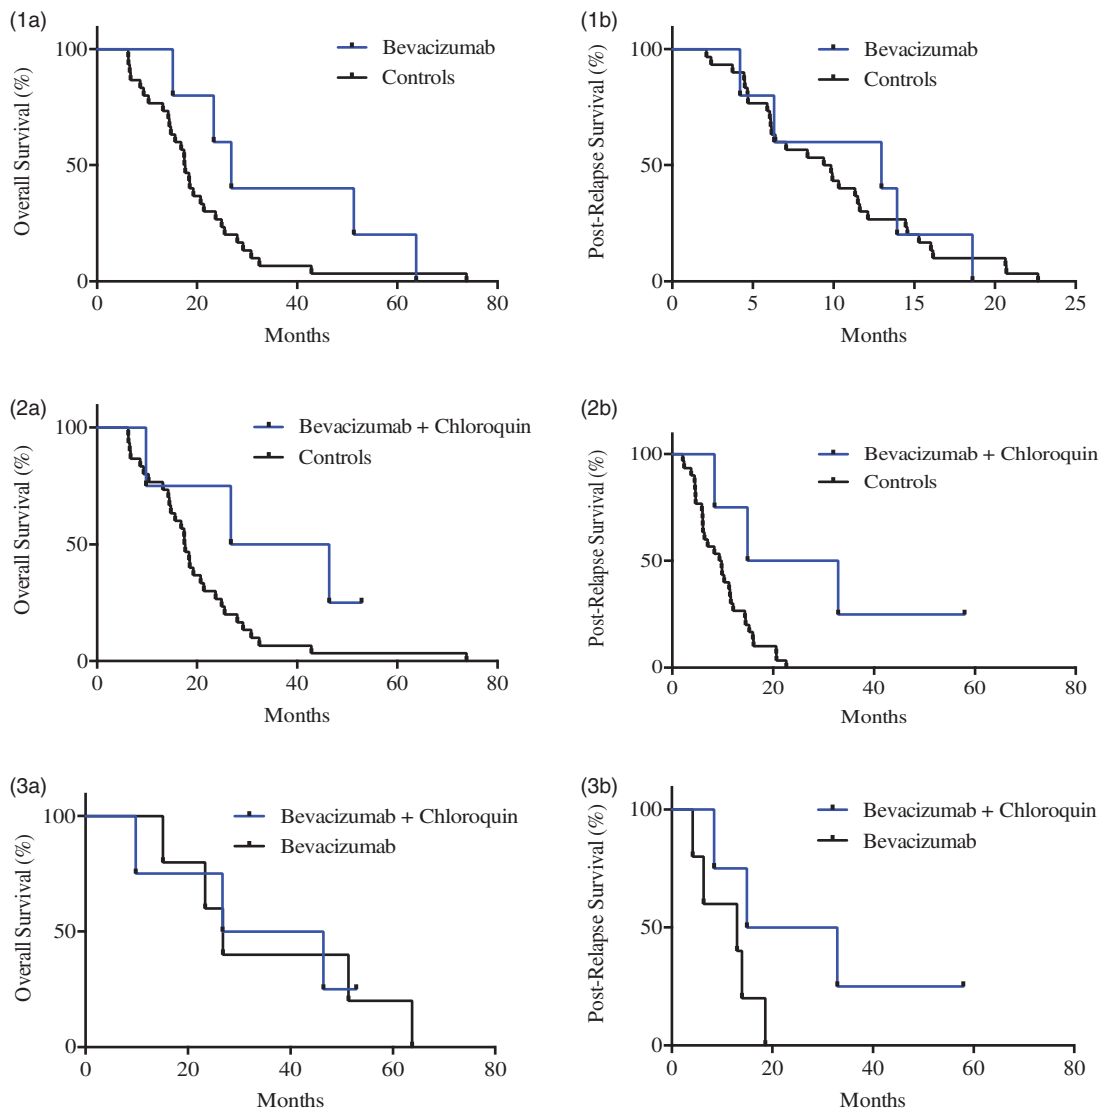 (1a)
Overall Survival (%)
100
50
0
Bevacizumab
Controls
0 20 40 60 80
Months
(1b)
Post-Relapse Survival (%)
100
50
0
Bevacizumab
Controls
0 5 10 15 20 25
Months
(2a)
Overall Survival (%)
100
50
0
Bevacizumab + Chloroquin
Controls
0 20 40 60 80
Months
(2b)
Post-Relapse Survival (%)
100
50
0
Bevacizumab + Chloroquin
Controls
0 20 40 60 80
Months
(3a)
Overall Survival (%)
100
50
0
Bevacizumab + Chloroquin
Bevacizumab
0 20 40 60 80
Months
(3b)
Post-Relapse Survival (%)
100
50
0
Bevacizumab + Chloroquin
Bevacizumab
0 20 40 60 80
Months